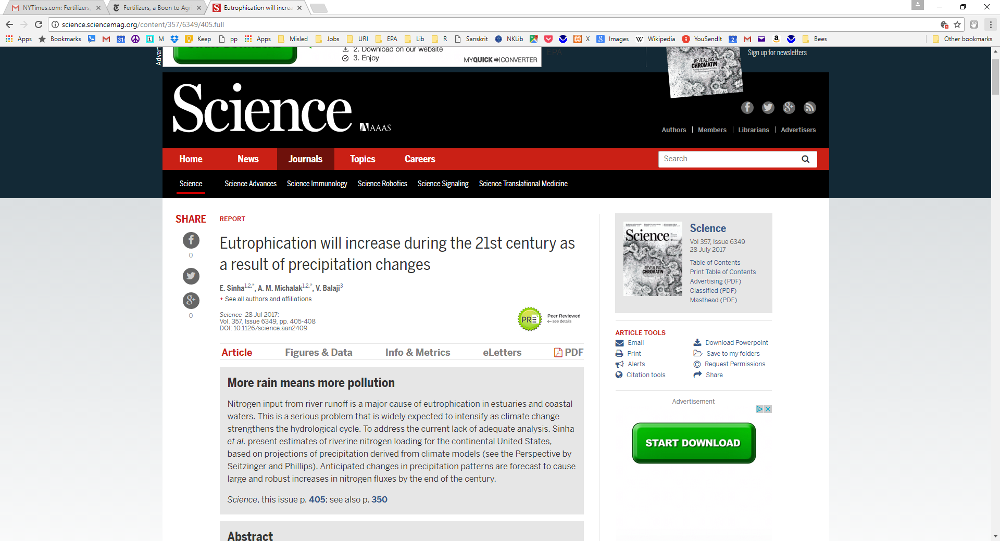 NYTimes.com: Fertilizers,
Fertilizers, a Boon to Agri
Eutrophication will increa
science.sciencemag.org/content/357/6349/405.full
Apps Bookmarks 31 1 M Keep pp Apps Misled Jobs URI EPA Lib R Sanskrit NKLib X Images Wikipedia YouSendIt 2 Bees Other bookmarks
2. Download on our website
3. Enjoy
MYQUICK CONVERTER
EPA
Sign up for newsletters
REVEALING
CHROMATIN
Science
AAAS
Authors Members Librarians Advertisers
Home News Journals Topics Careers
Search
Science Science Advances Science Immunology Science Robotics Science Signaling Science Translational Medicine
SHARE
0
0
REPORT
Eutrophication will increase during the 21st century as
a result of precipitation changes
E. Sinha1,2,*, A. M. Michalak1,2,*, V. Balaji3
+ See all authors and affiliations
Science 28 Jul 2017:
Vol. 357, Issue 6349, pp. 405-408
DOI: 10.1126/science.aan2409
PRE
Peer Reviewed
see details
Article Figures & Data Info & Metrics eLetters PDF
More rain means more pollution
Nitrogen input from river runoff is a major cause of eutrophication in estuaries and coastal
waters. This is a serious problem that is widely expected to intensify as climate change
strengthens the hydrological cycle. To address the current lack of adequate analysis, Sinha
et al. present estimates of riverine nitrogen loading for the continental United States,
based on projections of precipitation derived from climate models (see the Perspective by
Seitzinger and Phillips). Anticipated changes in precipitation patterns are forecast to cause
large and robust increases in nitrogen fluxes by the end of the century.
Science, this issue p. 405; see also p. 350
Abstract
Science
REVEALING
CHROMATIN
Science
Vol 357, Issue 6349
28 July 2017
Table of Contents
Print Table of Contents
Advertising (PDF)
Classified (PDF)
Masthead (PDF)
ARTICLE TOOLS
Email
Print
Alerts
Citation tools
Download Powerpoint
Save to my folders
Request Permissions
Share
Advertisement
START DOWNLOAD